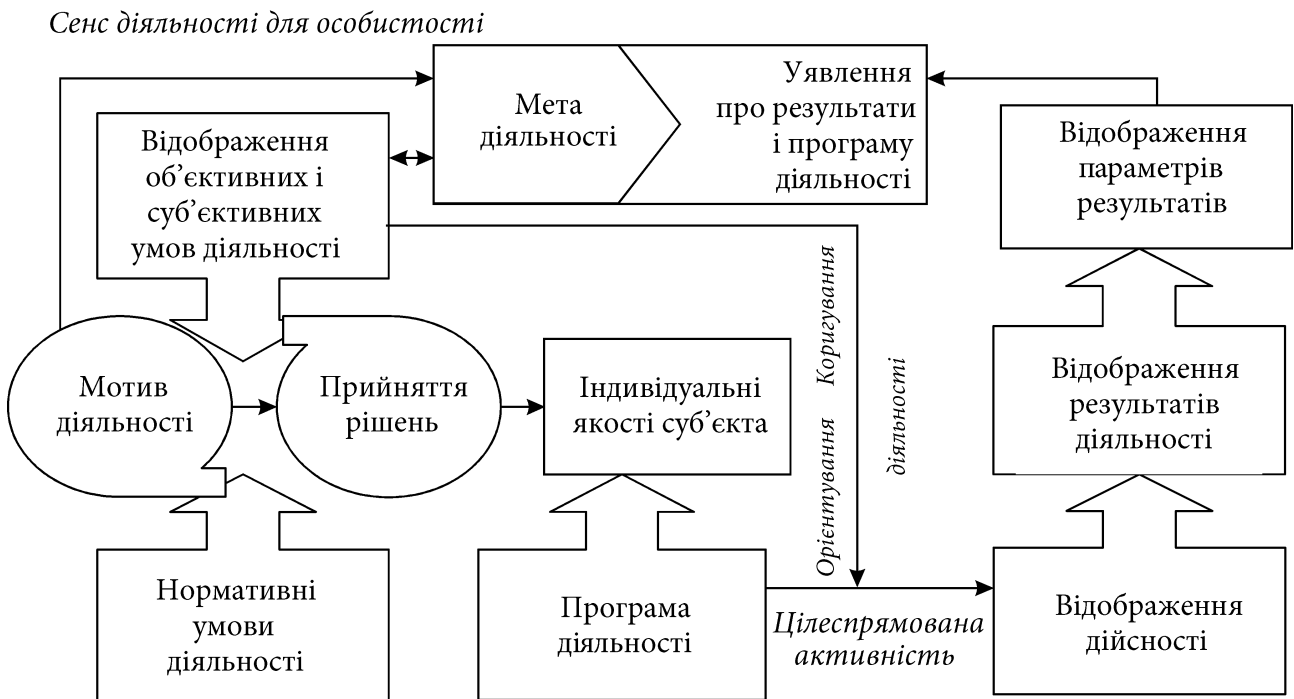 Сенс діяльності для особистості
Мета
діяльності
Уявлення
про результати
і програму
діяльності
Відображення
об’єктивних і
суб’єктивних
умов діяльності
Відображення
параметрів
результатів
Мотив
діяльності
Прийняття
рішень
Індивідуальні
якості суб’єкта
Орієнтування Коригування
діяльності
Відображення
результатів
діяльності
Нормативні
умови
діяльності
Програма
діяльності
Цілеспрямована
активність
Відображення
дійсності